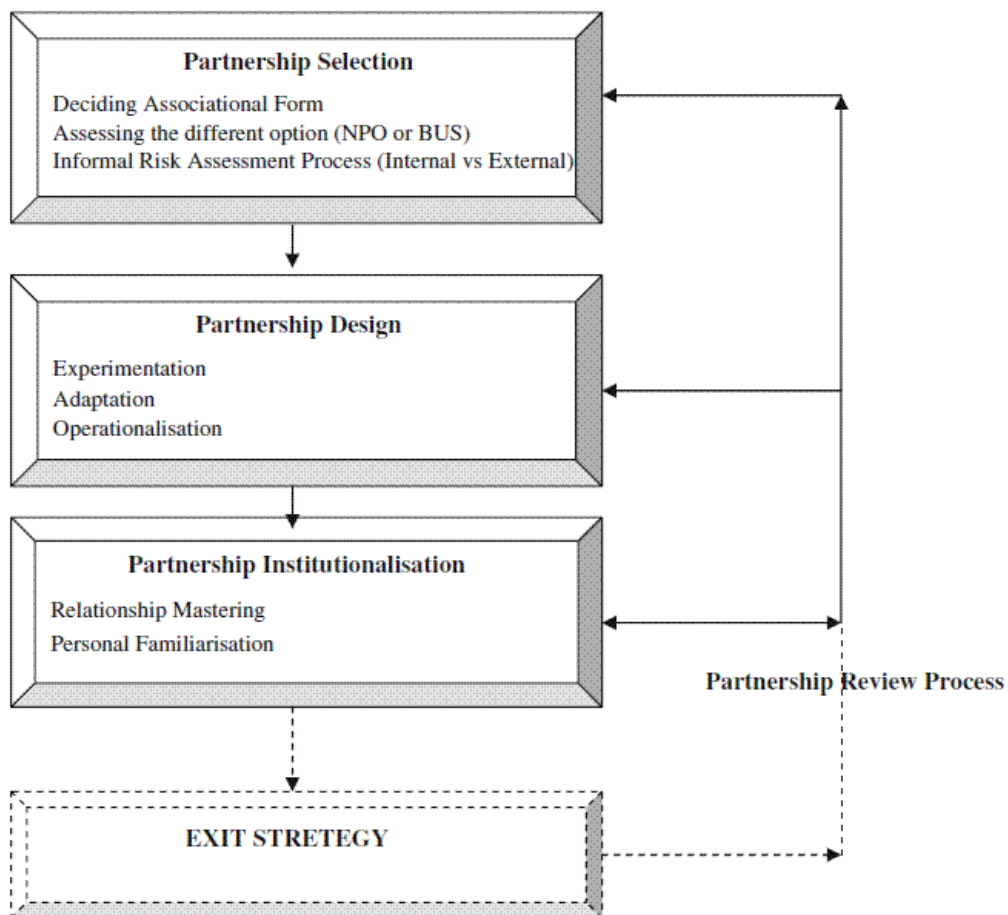 Partnership Selection
Deciding Associational Form
Assessing the different option (NPO or BUS)
Informal Risk Assessment Process (Internal vs External)
Partnership Design
Experimentation
Adaptation
Operationalisation
Partnership Institutionalisation
Relationship Mastering
Personal Familiarisation
Partnership Review Process
EXIT STRETEGY